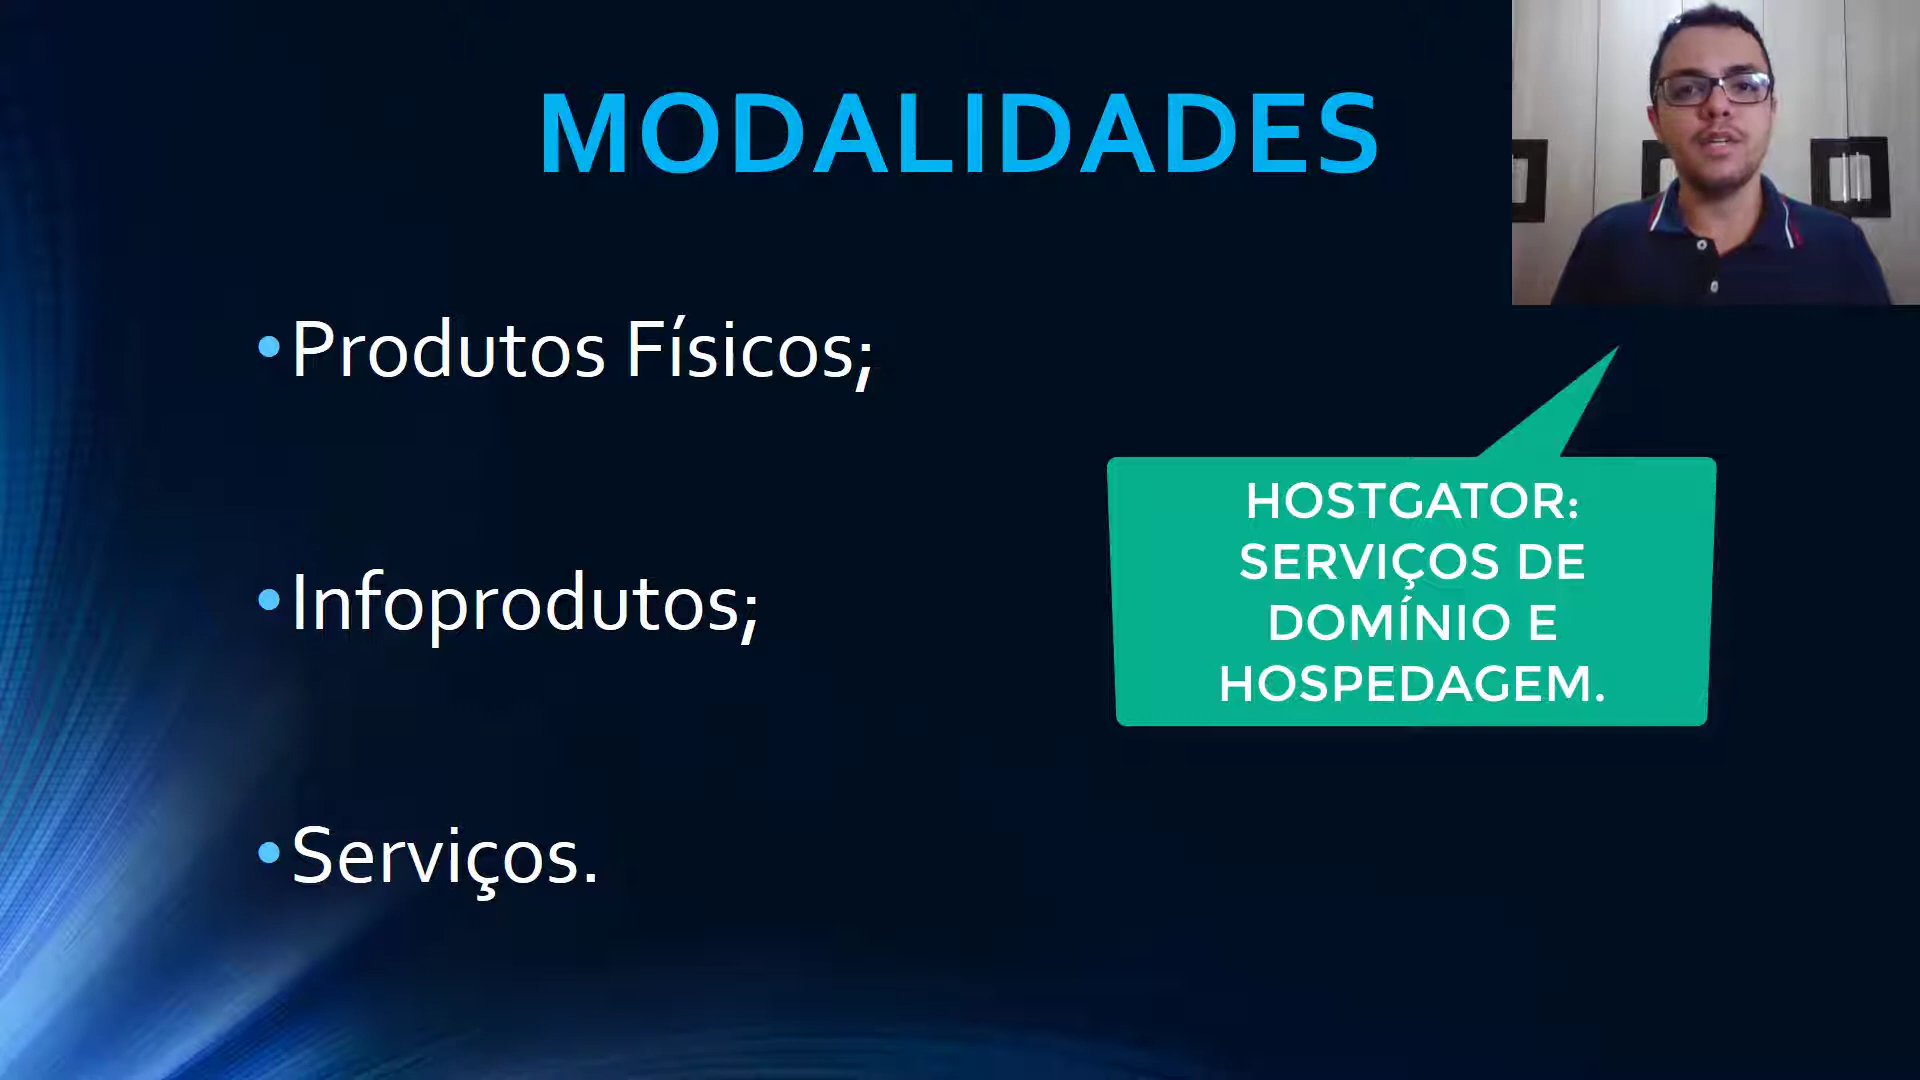 MODALIDADES
•Produtos Físicos;
•Infoprodutos;
•Serviços.
HOSTGATOR:
SERVIÇOS DE
DOMÍNIO E
HOSPEDAGEM.